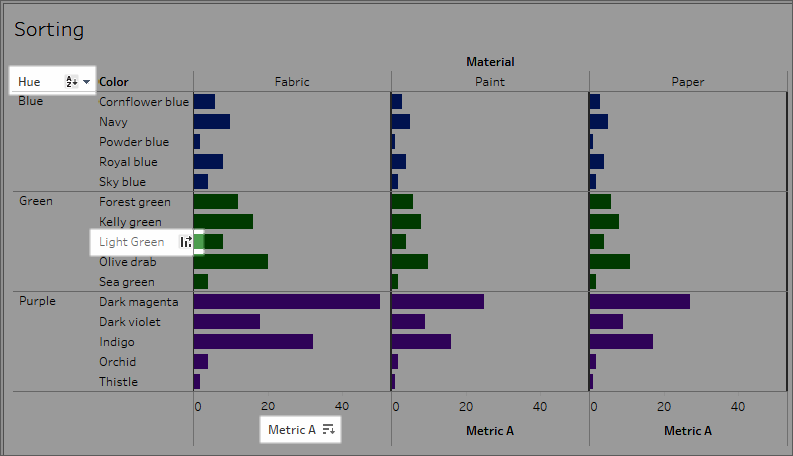 Sorting
Material
Hue Color Fabric Paint Paper
Blue Cornflower blue
Navy
Powder blue
Royal blue
Sky blue
Green Forest green
Kelly green
Light Green
Olive drab
Sea green
Purple Dark magenta
Dark violet
Indigo
Orchid
Thistle
0 20 40 0 20 40 0 20 40
Metric A Metric A Metric A